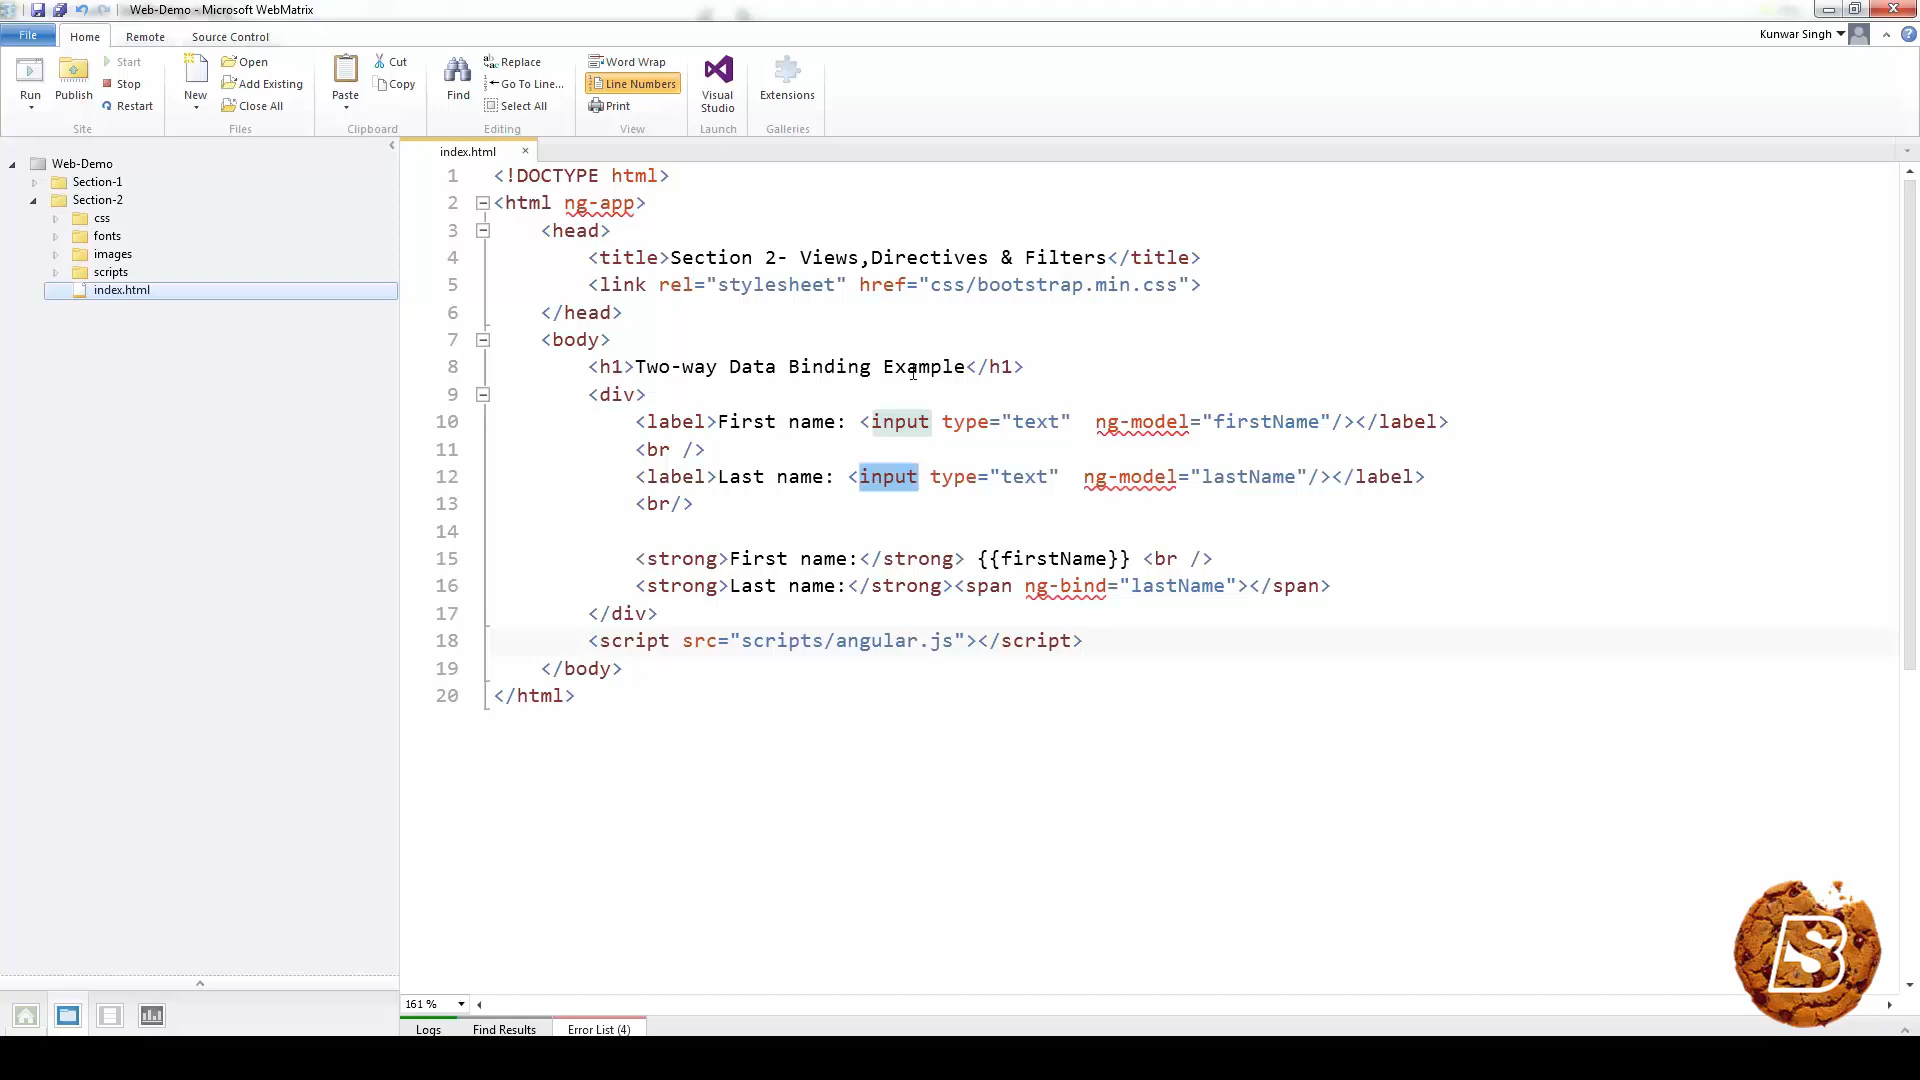 Web-Demo - Microsoft WebMatrix
File Home Remote Source Control
Kunwar Singh
Run
Publish
Start
Stop
Restart
Site
New
Open
Add Existing
Close All
Files
Paste
Cut
Copy
Clipboard
Find
Replace
Go To Line...
Select All
Editing
Word Wrap
Line Numbers
Print
View
Visual Studio
Launch
Extensions
Galleries
Web-Demo
Section-1
Section-2
css
fonts
images
scripts
index.html
index.html
1 <!DOCTYPE html>
2 <html ng-app>
3 <head>
4 <title>Section 2- Views,Directives & Filters</title>
5 <link rel="stylesheet" href="css/bootstrap.min.css">
6 </head>
7 <body>
8 <h1>Two-way Data Binding Example</h1>
9 <div>
10 <label>First name: <input type="text"  ng-model="firstName"/></label>
11 <br />
12 <label>Last name: <input type="text"  ng-model="lastName"/></label>
13 <br/>
14
15 <strong>First name:</strong> {{firstName}} <br />
16 <strong>Last name:</strong><span ng-bind="lastName"></span>
17 </div>
18 <script src="scripts/angular.js"></script>
19 </body>
20 </html>
161 %
Logs Find Results Error List (4)